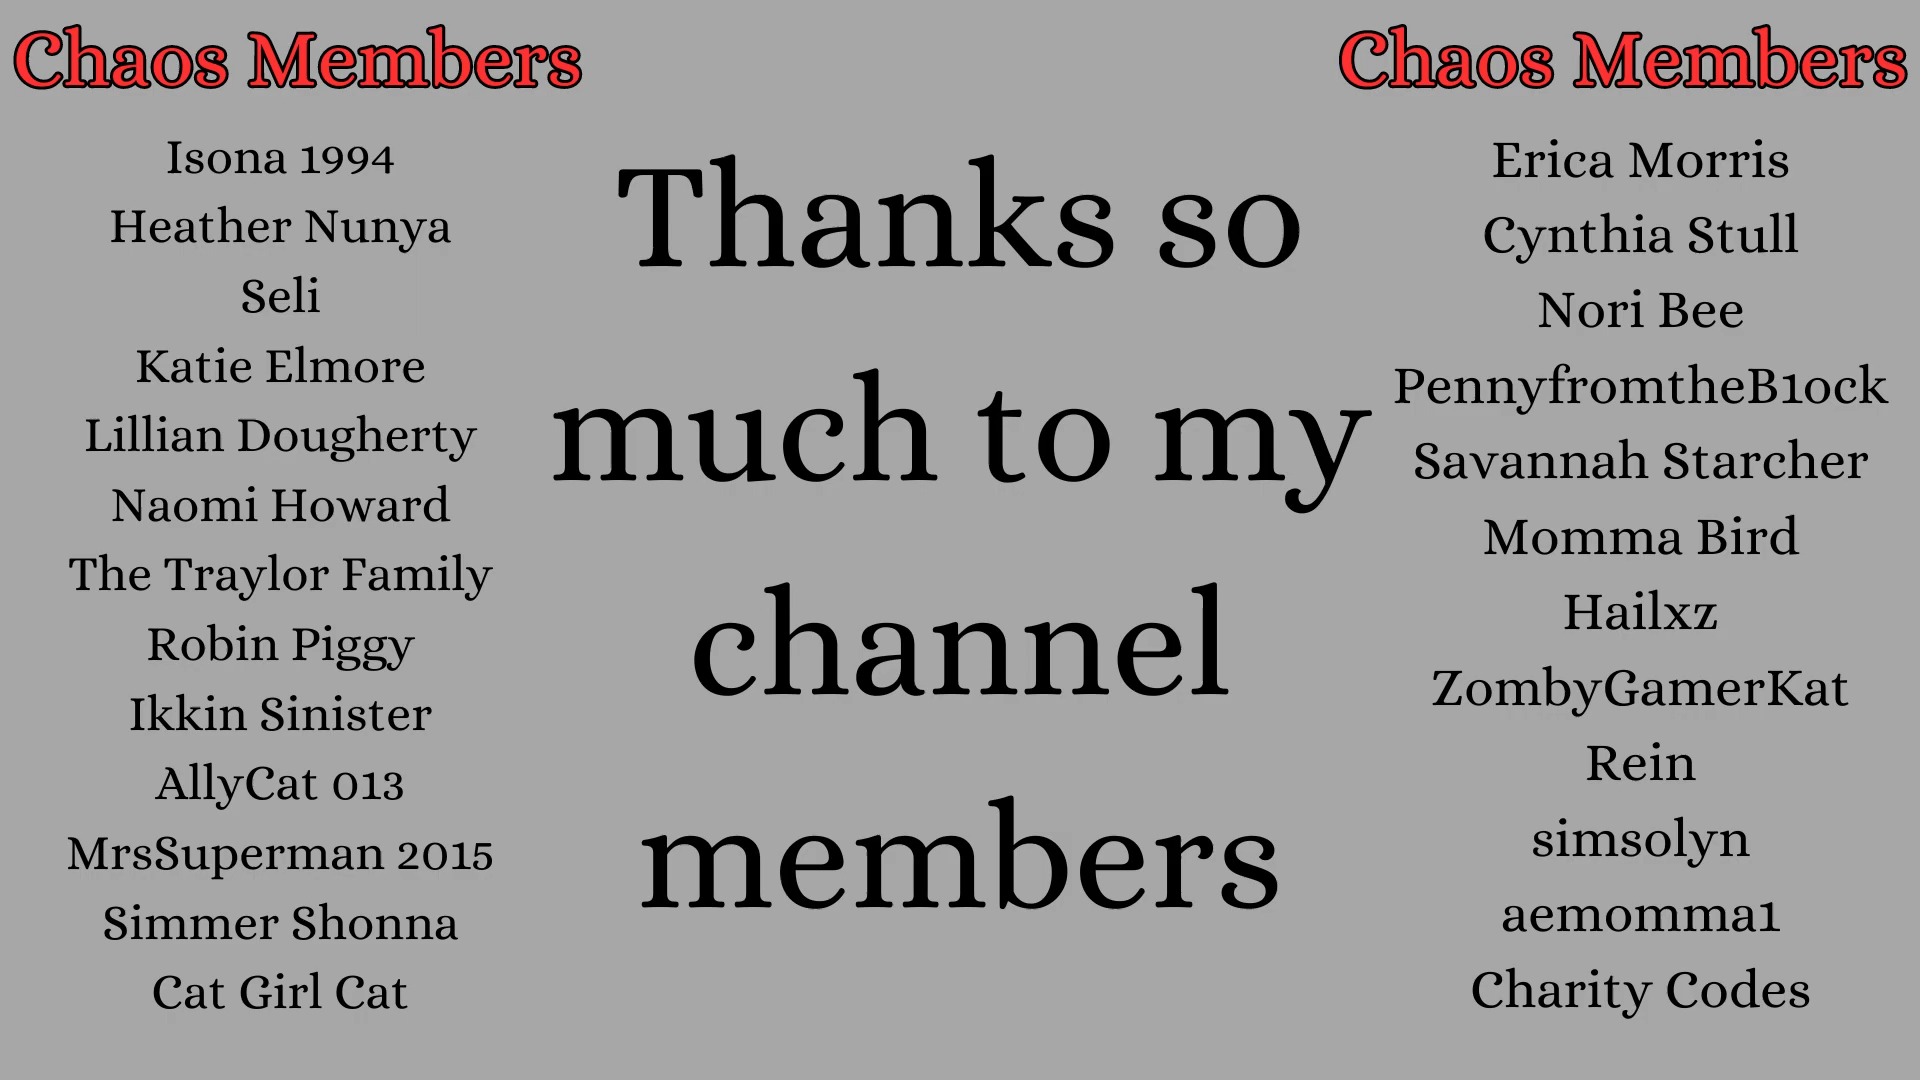 Chaos Members
Isona 1994
Heather Nunya
Seli
Katie Elmore
Lillian Dougherty
Naomi Howard
The Traylor Family
Robin Piggy
Ikkin Sinister
AllyCat 013
MrsSuperman 2015
Simmer Shonna
Cat Girl Cat
Thanks so
much to my
channel
members
Chaos Members
Erica Morris
Cynthia Stull
Nori Bee
PennyfromtheB1ock
Savannah Starcher
Momma Bird
Hailxz
ZombyGamerKat
Rein
simsolyn
aemomma1
Charity Codes